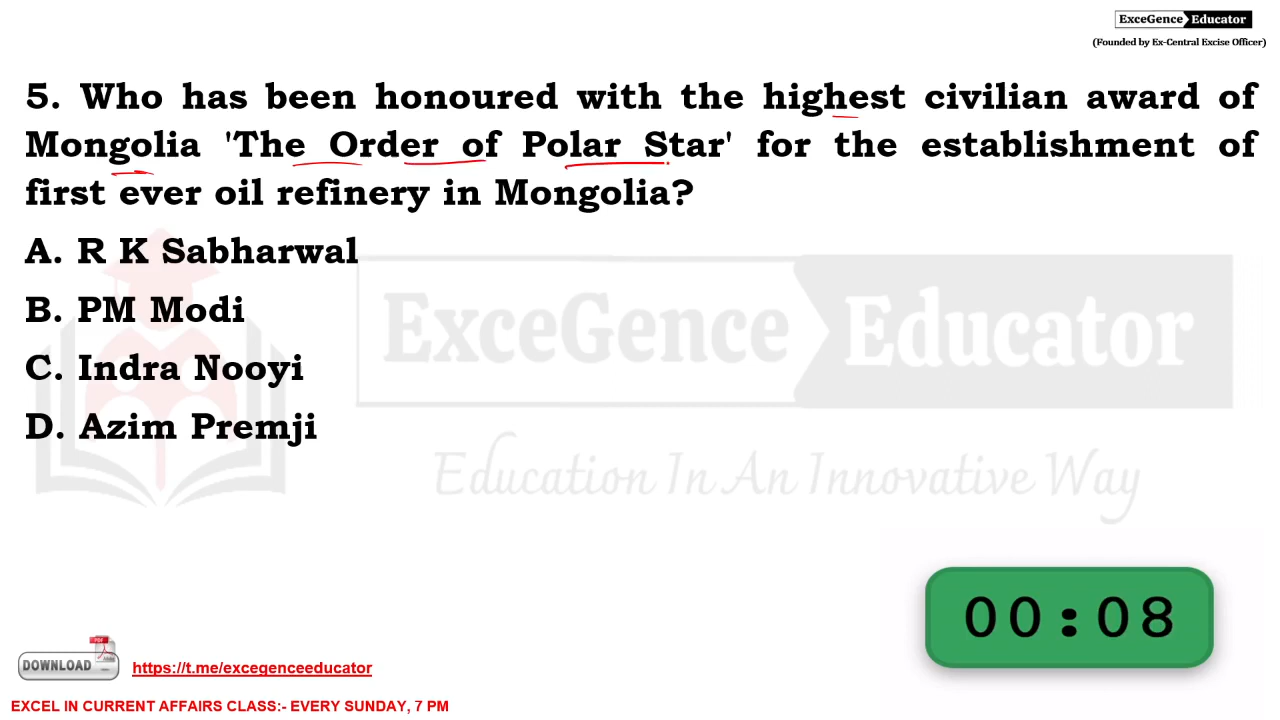 ExceGence Educator
(Founded by Ex-Central Excise Officer)
5. Who has been honoured with the highest civilian award of
Mongolia 'The Order of Polar Star' for the establishment of
first ever oil refinery in Mongolia?
A. R K Sabharwal
B. PM Modi
C. Indra Nooyi
D. Azim Premji
ExceGence Educator
Education In An Innovative Way
00:08
PDF
Adobe
DOWNLOAD
https://t.me/excegenceeducator
EXCEL IN CURRENT AFFAIRS CLASS:- EVERY SUNDAY, 7 PM